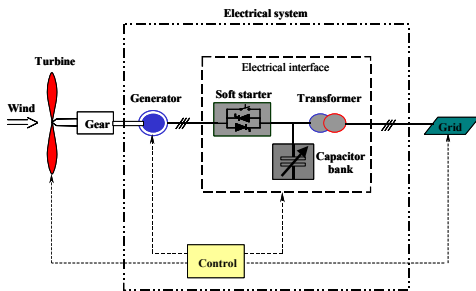 Electrical system
Turbine
Electrical interface
Wind
Generator
Soft starter
Transformer
Gear
Grid
Capacitor
bank
Control